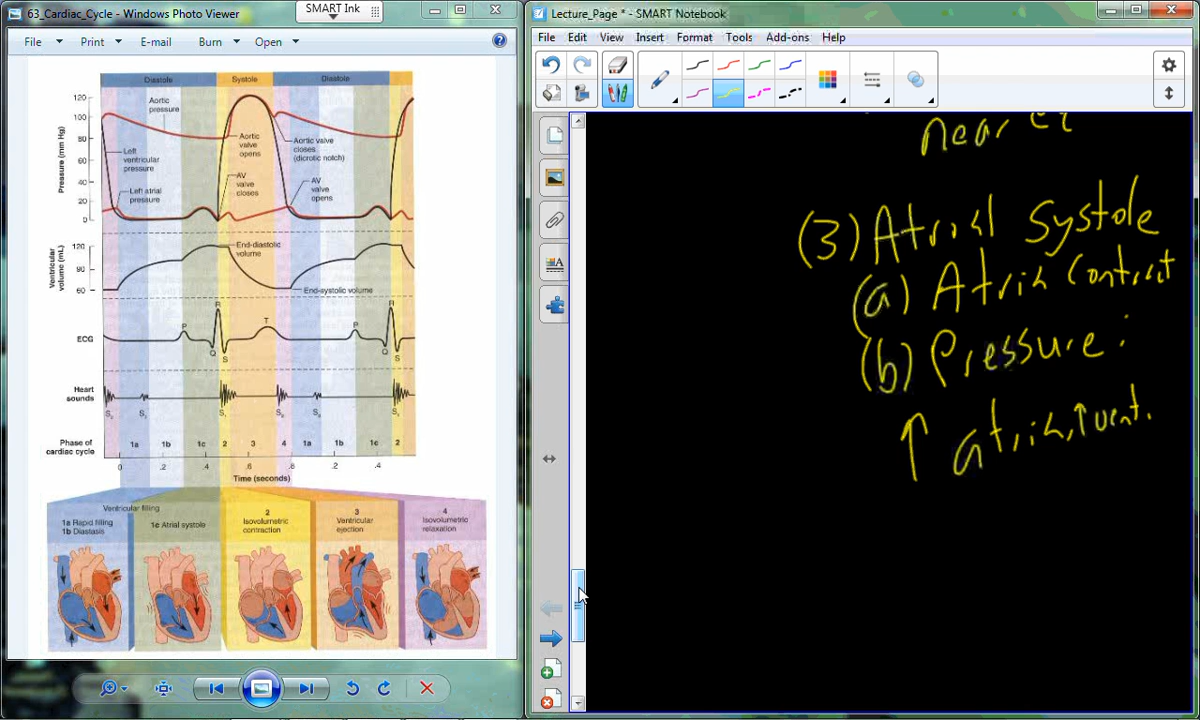 63_Cardiac_Cycle - Windows Photo Viewer
SMART Ink
File Print E-mail Burn Open
Diastole Systole Diastole
Pressure (mm Hg)
120
100
80
60
40
20
0
Aortic pressure
Left ventricular pressure
Left atrial pressure
Aortic valve opens
AV valve closes
Aortic valve closes (dicrotic notch)
AV valve opens
Ventricular volume (mL)
120
90
60
End-diastolic volume
End-systolic volume
ECG
P Q R S T P Q R S
Heart sounds
Phase of cardiac cycle
1a 1b 1c 2 3 4 1a 1b 1c 2
0 .2 .4 .6 .8 .2 .4
Time (seconds)
Ventricular filling
1a Rapid filling
1b Diastasis
1c Atrial systole
2
Isovolumetric contraction
3
Ventricular ejection
4
Isovolumetric relaxation
Lecture_Page * - SMART Notebook
File Edit View Insert Format Tools Add-ons Help
near
(3) Atrial Systole
(a) Atria contract
(b) Pressure:
↑ atria, ↑ vent.